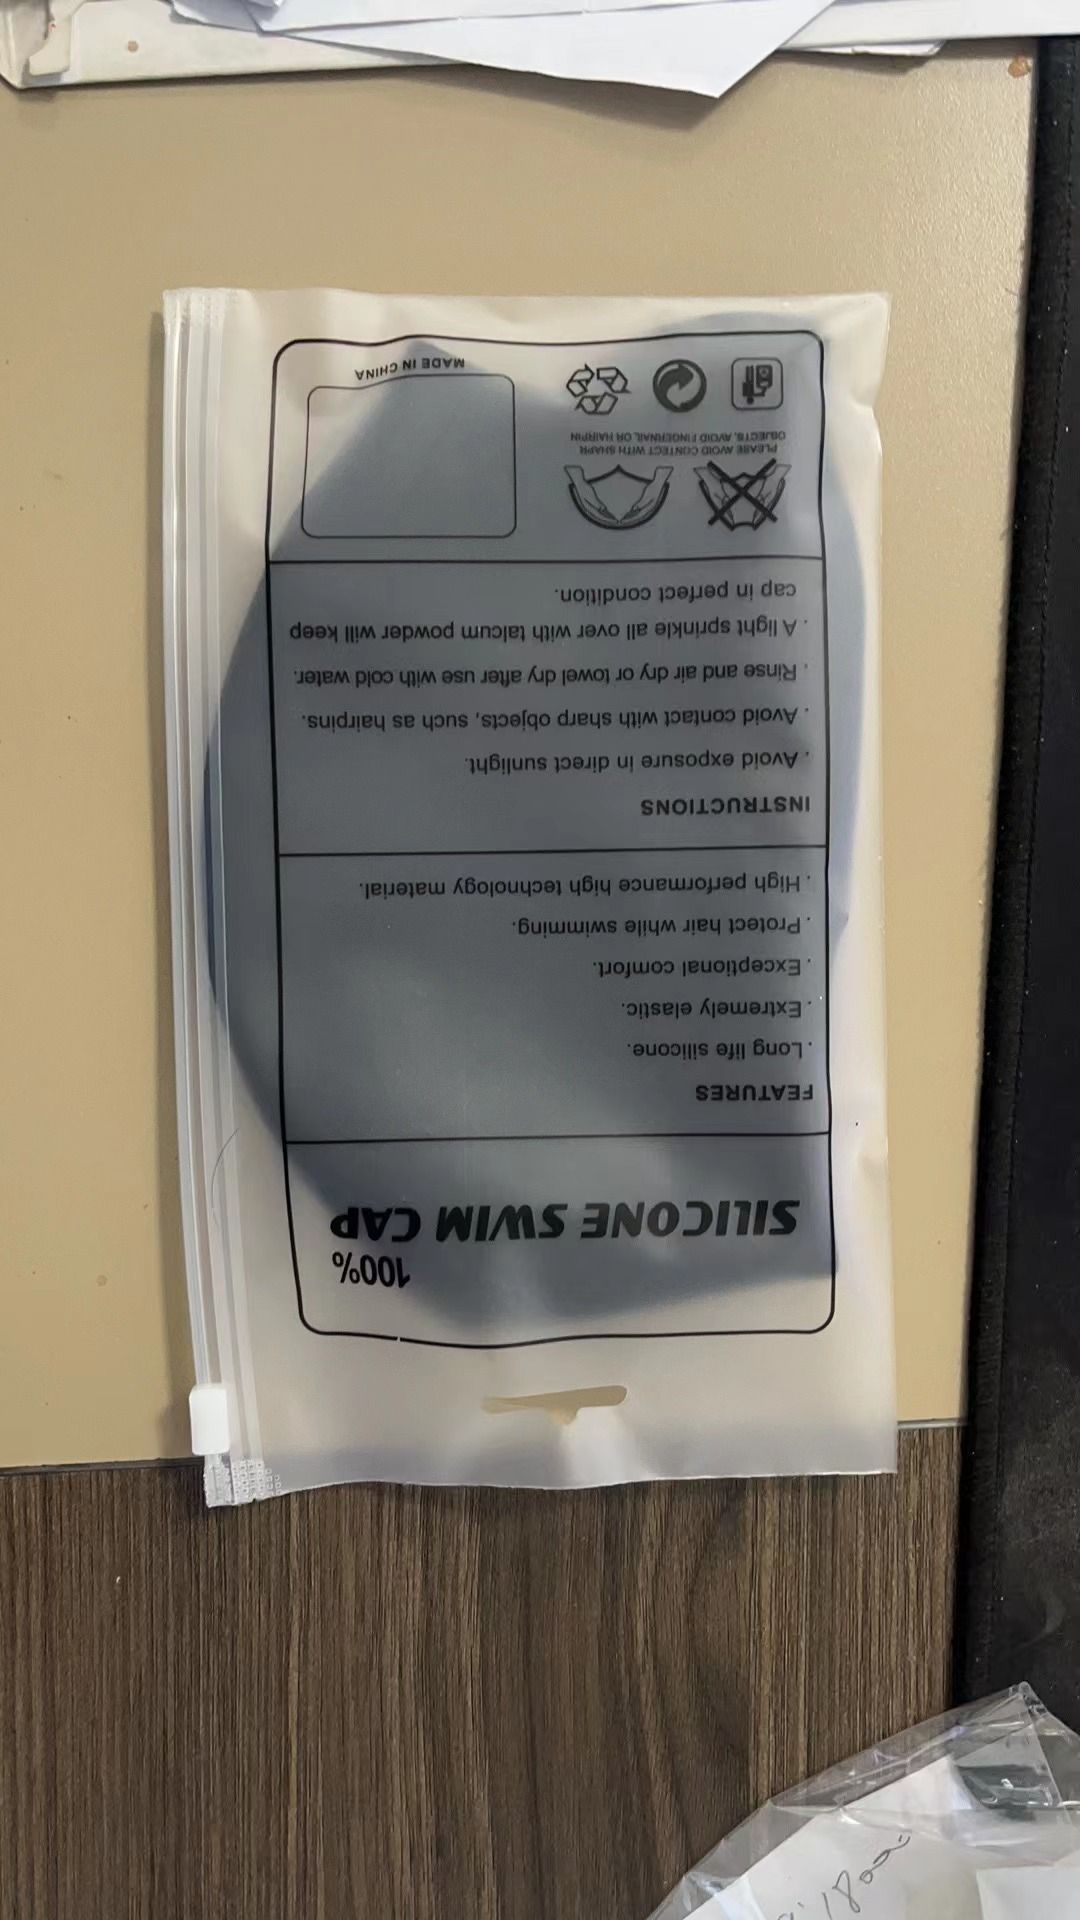 100%
SILICONE SWIM CAP
FEATURES
. Long life silicone.
. Extremely elastic.
. Exceptional comfort.
. Protect hair while swimming.
. High performance high technology material.
INSTRUCTIONS
. Avoid exposure in direct sunlight.
. Avoid contact with sharp objects, such as hairpins.
. Rinse and air dry or towel dry after use with cold water.
. A light sprinkle all over with talcum powder will keep
cap in perfect condition.
PLEASE AVOID CONTECT WITH SHAPR
OBJECTS, AVOID FINGERNAIL OR HAIRPIN
MADE IN CHINA